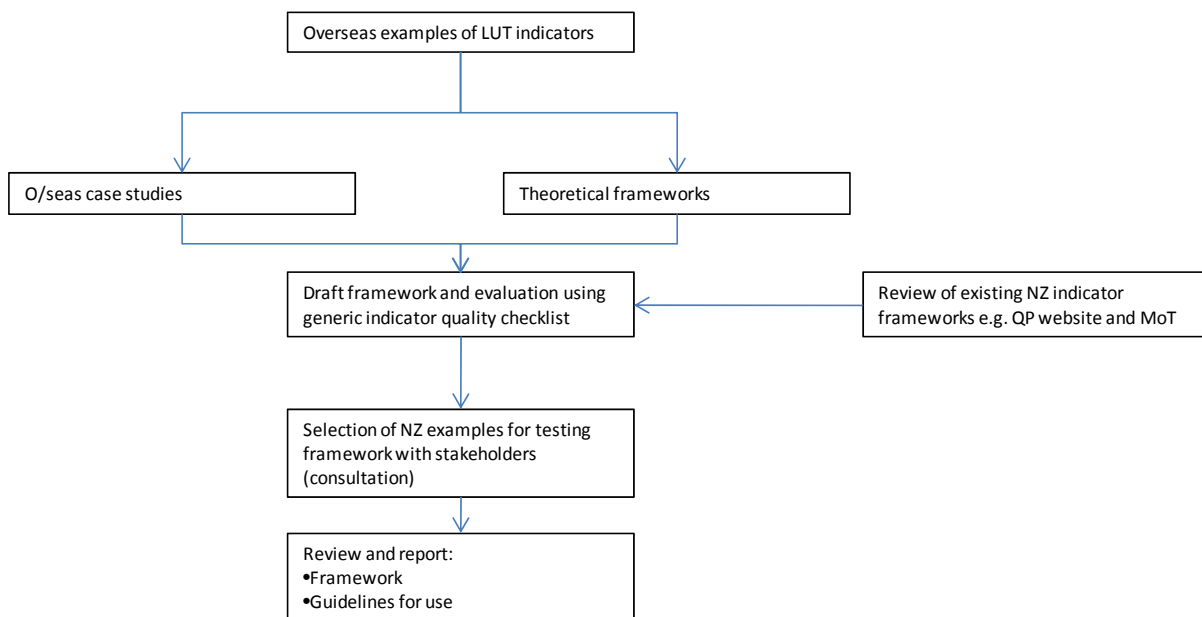 Overseas examples of LUT indicators
O/seas case studies
Theoretical frameworks
Draft framework and evaluation using
generic indicator quality checklist
Review of existing NZ indicator
frameworks e.g. QP website and MoT
Selection of NZ examples for testing
framework with stakeholders
(consultation)
Review and report:
•Framework
•Guidelines for use